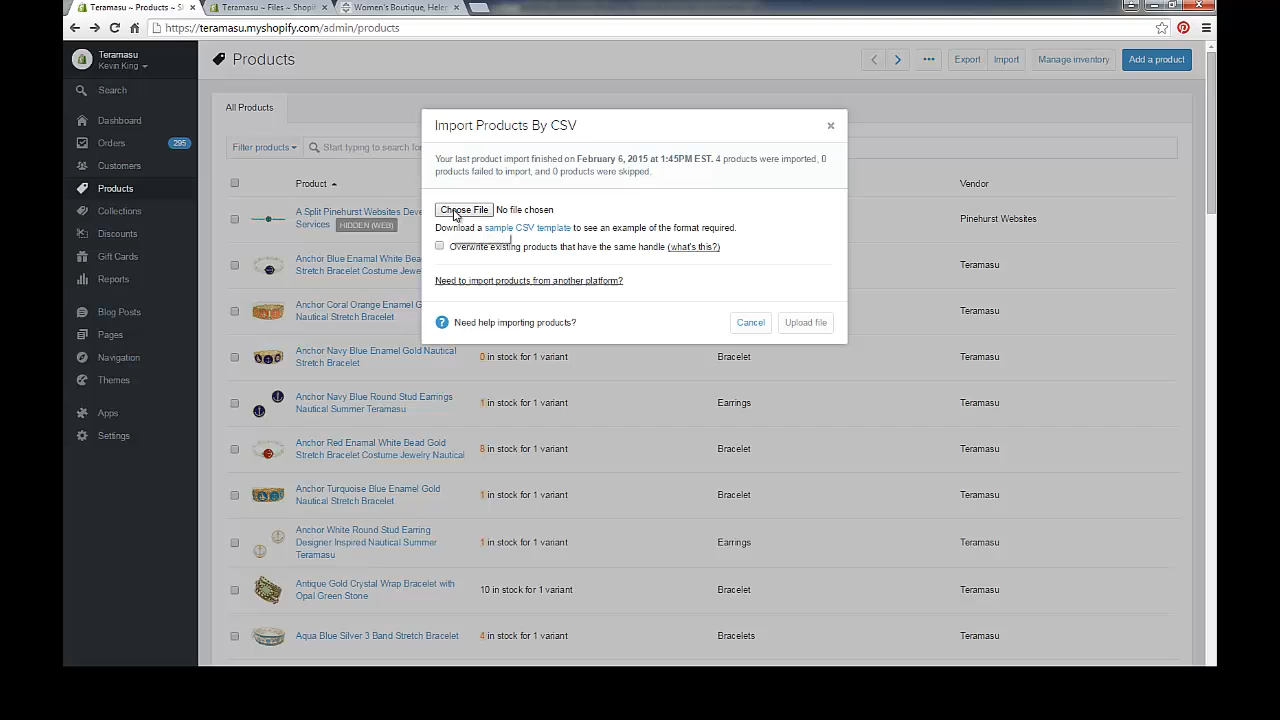 Teramasu ~ Products ~ S
Teramasu ~ Files ~ Shopif
Women's Boutique, Heler
https://teramasu.myshopify.com/admin/products
Teramasu
Kevin King
Search
Dashboard
Orders 295
Customers
Products
Collections
Discounts
Gift Cards
Reports
Blog Posts
Pages
Navigation
Themes
Apps
Settings
Products
Export Import Manage inventory Add a product
All Products
Filter products
Start typing to search fo
Product
Vendor
Import Products By CSV
Your last product import finished on February 6, 2015 at 1:45PM EST. 4 products were imported, 0
products failed to import, and 0 products were skipped.
Choose File No file chosen
Download a sample CSV template to see an example of the format required.
Overwrite existing products that have the same handle (what's this?)
Need to import products from another platform?
Need help importing products?
Cancel Upload file
A Split Pinehurst Websites Deve
Services HIDDEN (WEB)
Pinehurst Websites
Anchor Blue Enamal White Bea
Stretch Bracelet Costume Jewelry
Teramasu
Anchor Coral Orange Enamel G
Nautical Stretch Bracelet
Teramasu
Anchor Navy Blue Enamel Gold Nautical
Stretch Bracelet
0 in stock for 1 variant
Bracelet
Teramasu
Anchor Navy Blue Round Stud Earrings
Nautical Summer Teramasu
1 in stock for 1 variant
Earrings
Teramasu
Anchor Red Enamal White Bead Gold
Stretch Bracelet Costume Jewelry Nautical
8 in stock for 1 variant
Bracelet
Teramasu
Anchor Turquoise Blue Enamel Gold
Nautical Stretch Bracelet
1 in stock for 1 variant
Bracelet
Teramasu
Anchor White Round Stud Earring
Designer Inspired Nautical Summer
Teramasu
1 in stock for 1 variant
Earrings
Teramasu
Antique Gold Crystal Wrap Bracelet with
Opal Green Stone
10 in stock for 1 variant
Bracelet
Teramasu
Aqua Blue Silver 3 Band Stretch Bracelet
4 in stock for 1 variant
Bracelets
Teramasu